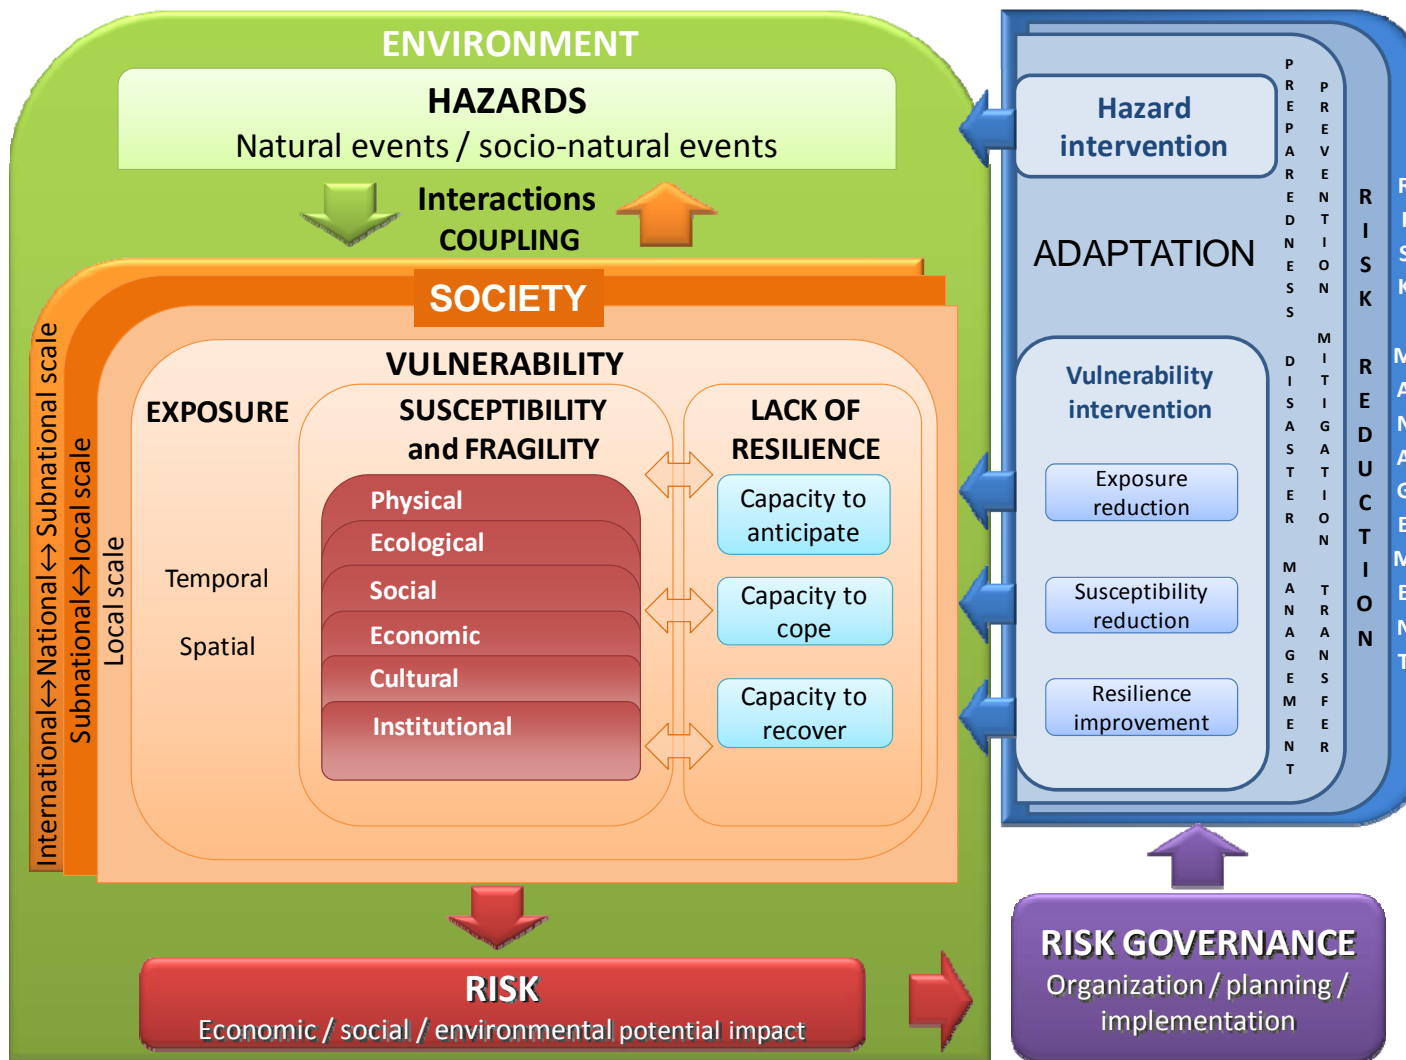 ENVIRONMENT
HAZARDS
Natural events / socio-natural events
Interactions
COUPLING
SOCIETY
International↔National↔ Subnational scale
Subnational↔local scale
Local scale
VULNERABILITY
EXPOSURE
Temporal
Spatial
SUSCEPTIBILITY
and FRAGILITY
Physical
Ecological
Social
Economic
Cultural
Institutional
LACK OF
RESILIENCE
Capacity to
anticipate
Capacity to
cope
Capacity to
recover
RISK
Economic / social / environmental potential impact
Hazard
intervention
ADAPTATION
Vulnerability
intervention
Exposure
reduction
Susceptibility
reduction
Resilience
improvement
PREPAREDNESS DISASTER MANAGEMENT
PREVENTION MITIGATION TRANSFER
RISK REDUCTION
RISK MANAGEMENT
RISK GOVERNANCE
Organization / planning /
implementation